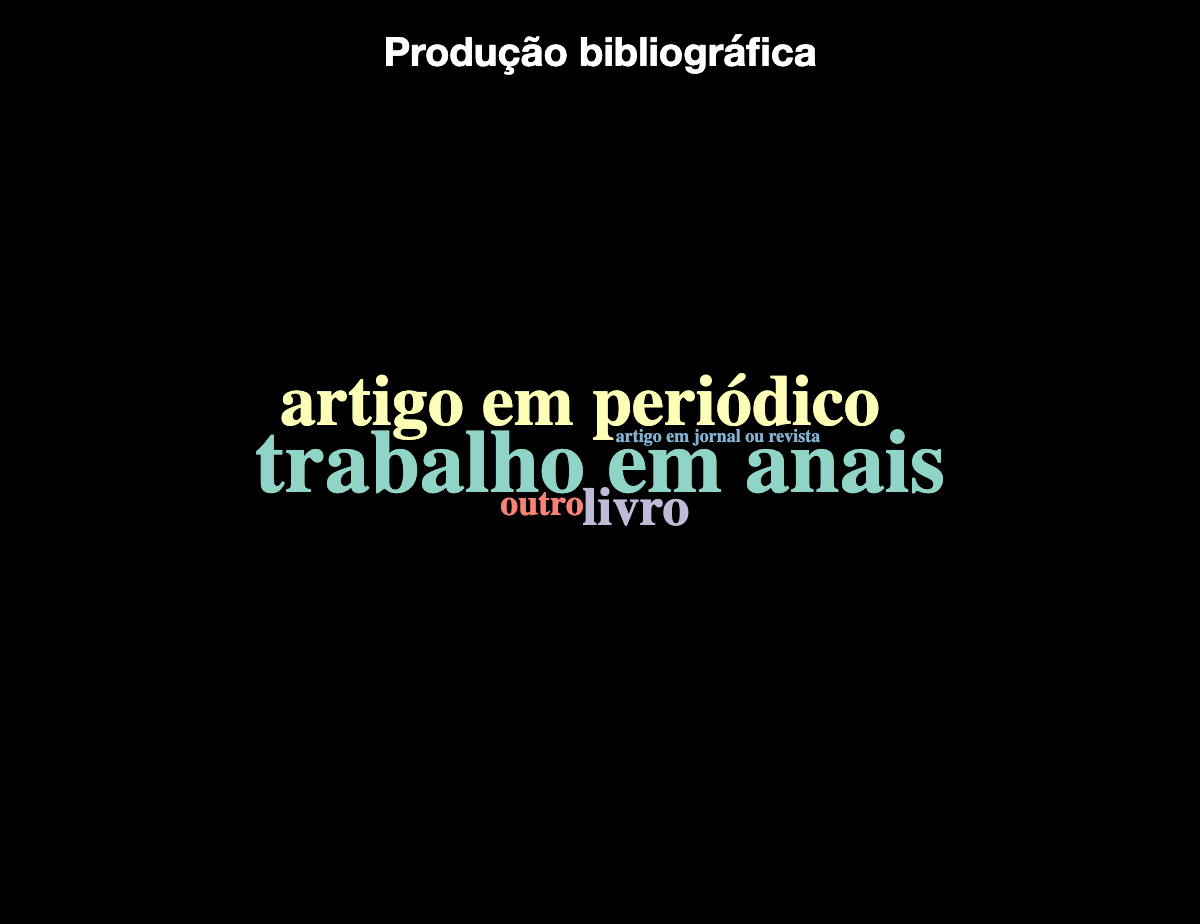 Produção bibliográfica
artigo em periódico
artigo em jornal ou revista
trabalho em anais
outro
livro